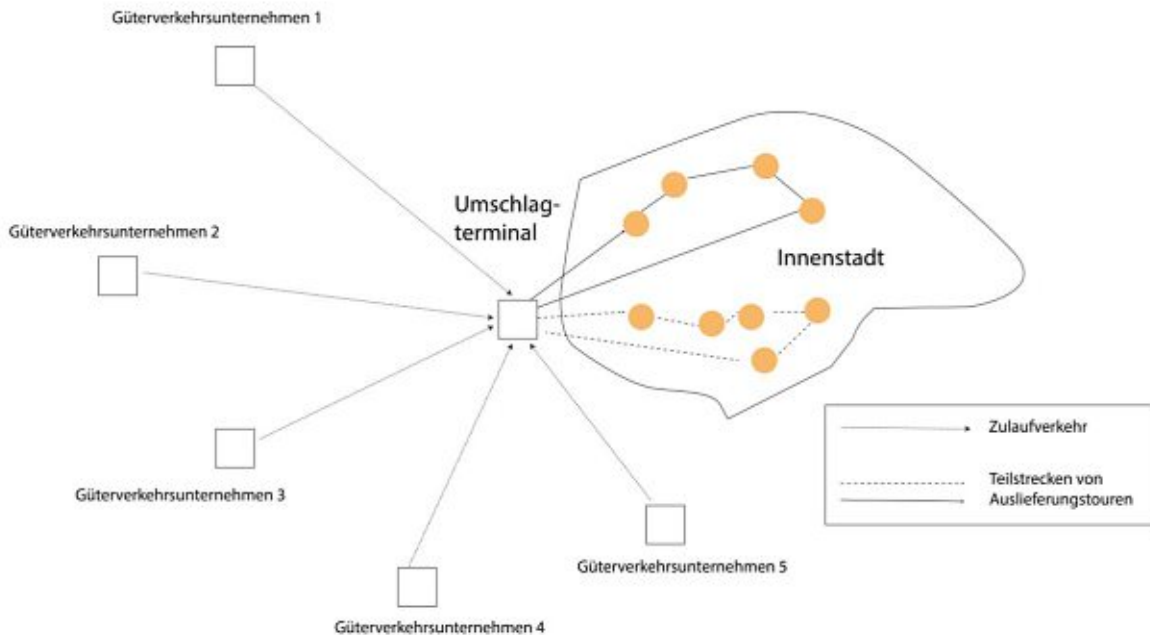 Güterverkehrsunternehmen 1
Umschlag-
terminal
Güterverkehrsunternehmen 2
Innenstadt
Zulaufverkehr
Teilstrecken von
Auslieferungstouren
Güterverkehrsunternehmen 3
Güterverkehrsunternehmen 5
Güterverkehrsunternehmen 4